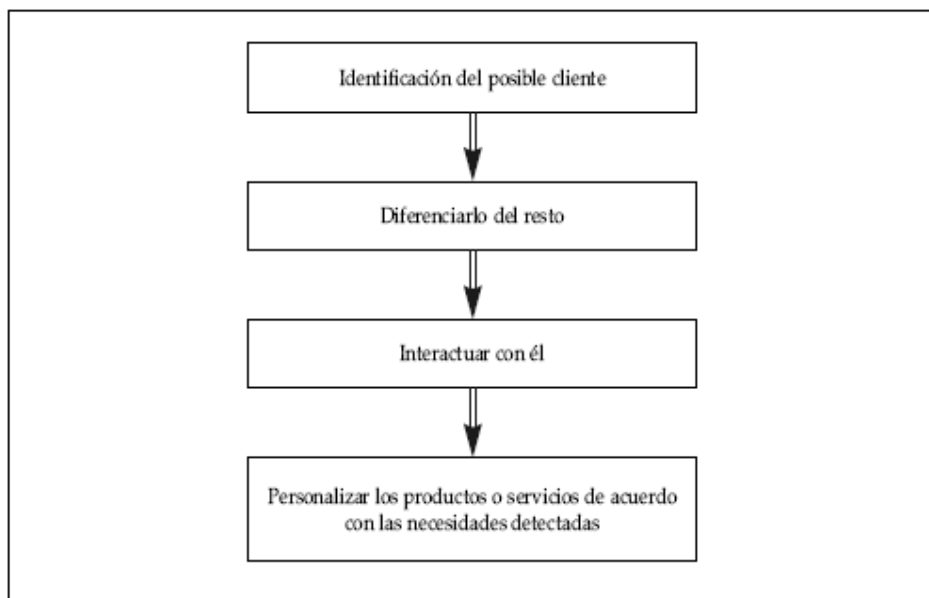 Identificación del posible cliente
Diferenciarlo del resto
Interactuar con él
Personalizar los productos o servicios de acuerdo
con las necesidades detectadas